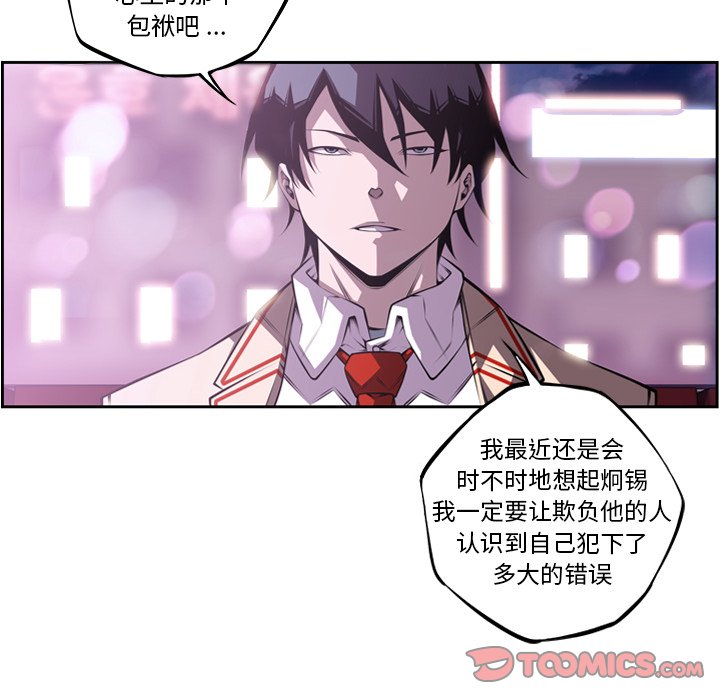 包袱吧 ...
我最近还是会
时不时地想起炯锡
我一定要让欺负他的人
认识到自己犯下了
多大的错误
TOOMICS.com